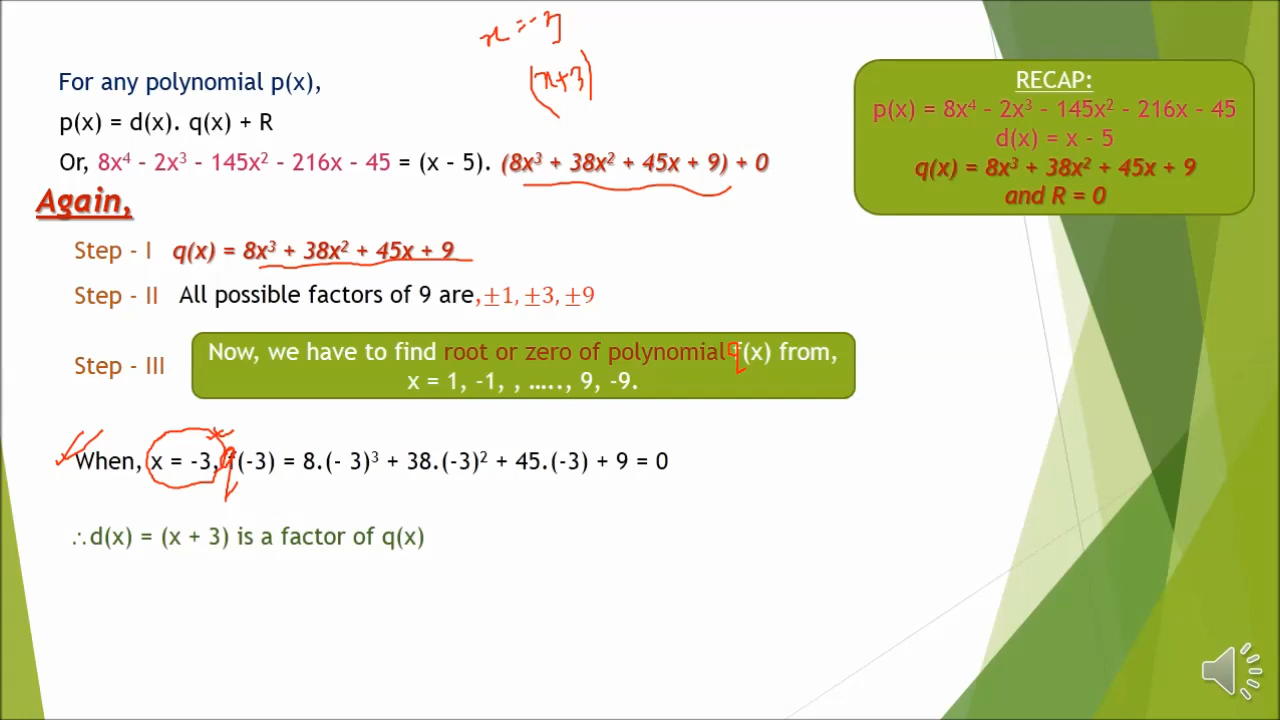 x = -3
(x+3)
For any polynomial p(x),
p(x) = d(x). q(x) + R
Or, 8x⁴ - 2x³ - 145x² - 216x - 45 = (x - 5). (8x³ + 38x² + 45x + 9) + 0
RECAP:
p(x) = 8x⁴ – 2x³ – 145x² – 216x – 45
d(x) = x - 5
q(x) = 8x³ + 38x² + 45x + 9
and R = 0
Again,
Step - I q(x) = 8x³ + 38x² + 45x + 9
Step - II All possible factors of 9 are, ±1, ±3, ±9
Step - III
Now, we have to find root or zero of polynomial q(x) from,
x = 1, -1, , ....., 9, -9.
When, x = -3, q(-3) = 8.(- 3)³ + 38.(-3)² + 45.(-3) + 9 = 0
∴d(x) = (x + 3) is a factor of q(x)